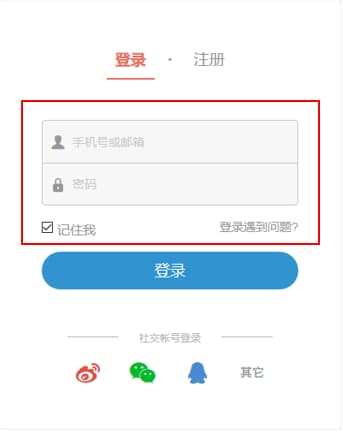 登录 · 注册
手机号或邮箱
密码
记住我 登录遇到问题?
登录
社交帐号登录
其它